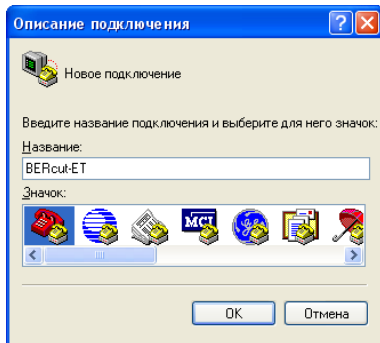 Описание подключения
Новое подключение
Введите название подключения и выберите для него значок:
Название:
BERcut-ET
Значок:
MCI
OK
Отмена